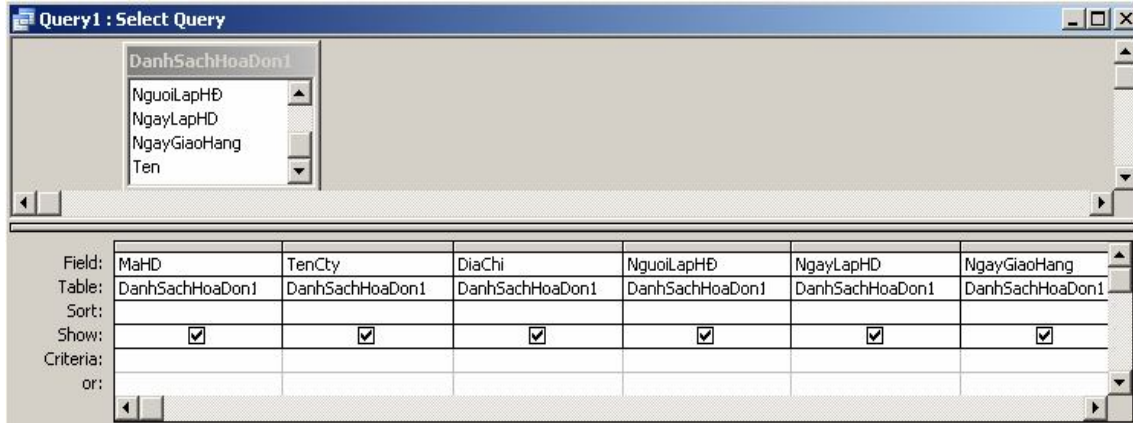 Query1 : Select Query
DanhSachHoaDon1
NguoiLapHĐ
NgayLapHD
NgayGiaoHang
Ten
Field: MaHD TenCty DiaChi NguoiLapHĐ NgayLapHD NgayGiaoHang
Table: DanhSachHoaDon1 DanhSachHoaDon1 DanhSachHoaDon1 DanhSachHoaDon1 DanhSachHoaDon1 DanhSachHoaDon1
Sort:
Show:
Criteria:
or: